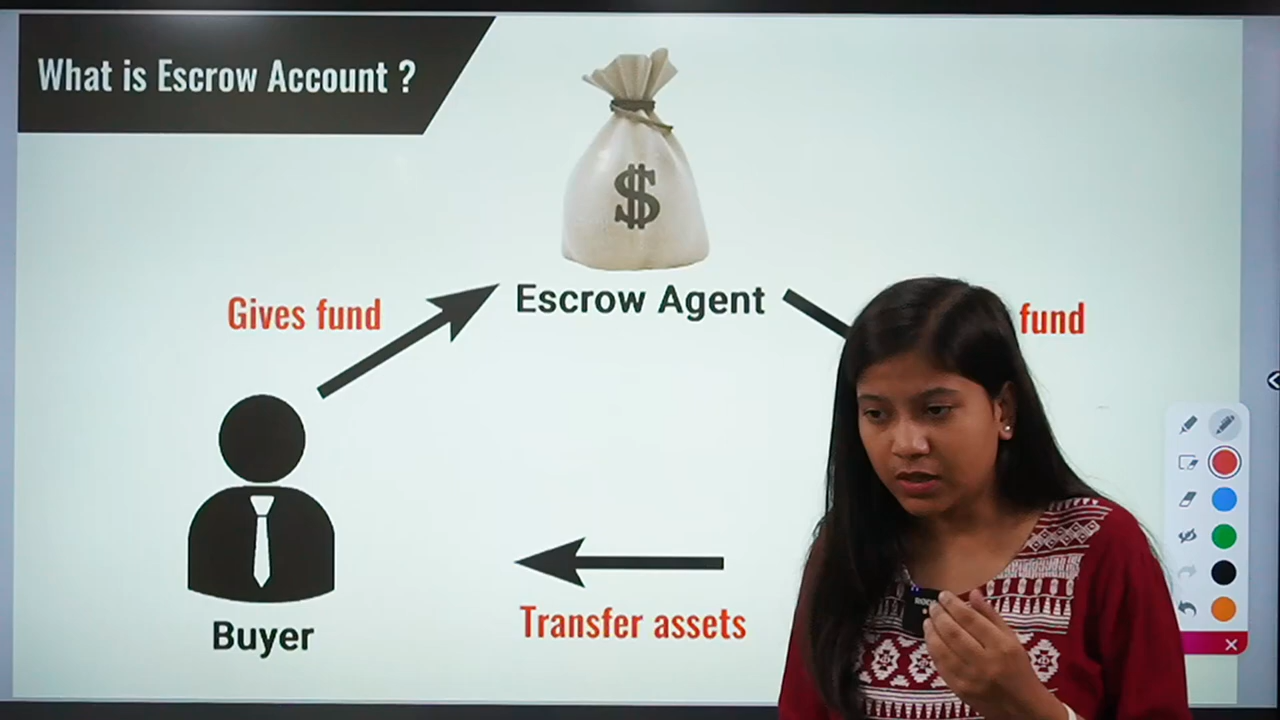 What is Escrow Account ?
$
Escrow Agent
Gives fund
fund
Transfer assets
Buyer